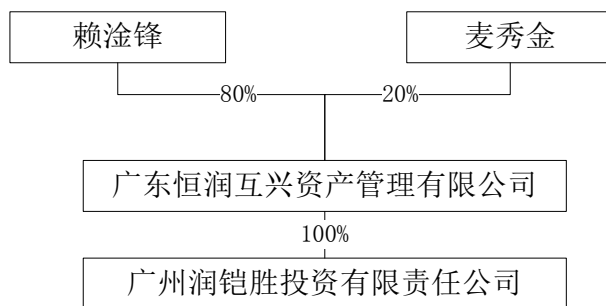 赖淦锋
麦秀金
80%
20%
广东恒润互兴资产管理有限公司
100%
广州润铠胜投资有限责任公司